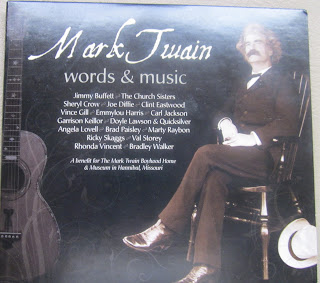 Mark Twain
words & music
Jimmy Buffett ~ The Church Sisters
Sheryl Crow ~ Joe Diffie ~ Clint Eastwood
Vince Gill ~ Emmylou Harris ~ Carl Jackson
Garrison Keillor ~ Doyle Lawson & Quicksilver
Angela Lovell ~ Brad Paisley ~ Marty Raybon
Ricky Skaggs ~ Val Storey
Rhonda Vincent ~ Bradley Walker
A benefit for The Mark Twain Boyhood Home
& Museum in Hannibal, Missouri